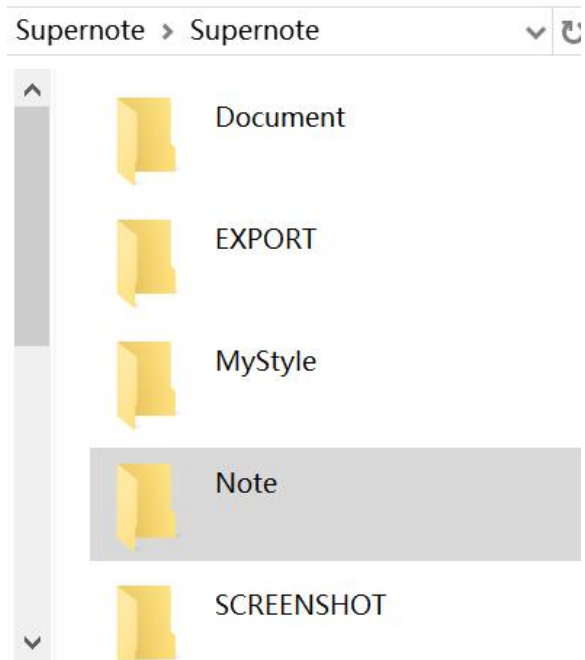 Supernote > Supernote
Document
EXPORT
MyStyle
Note
SCREENSHOT